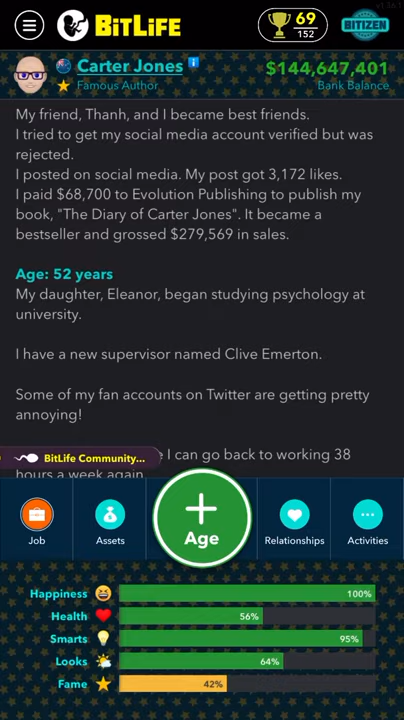 BITLIFE
69
152
BITIZEN
Carter Jones
$144,647,401
Famous Author
Bank Balance
My friend, Thanh, and I became best friends.
I tried to get my social media account verified but was
rejected.
I posted on social media. My post got 3,172 likes.
I paid $68,700 to Evolution Publishing to publish my
book, "The Diary of Carter Jones". It became a
bestseller and grossed $279,569 in sales.
Age: 52 years
My daughter, Eleanor, began studying psychology at
university.
I have a new supervisor named Clive Emerton.
Some of my fan accounts on Twitter are getting pretty
annoying!
BitLife Community...
I can go back to working 38
hours a week again.
+
Age
Job
Assets
Relationships
Activities
Happiness
100%
Health
56%
Smarts
95%
Looks
64%
Fame
42%